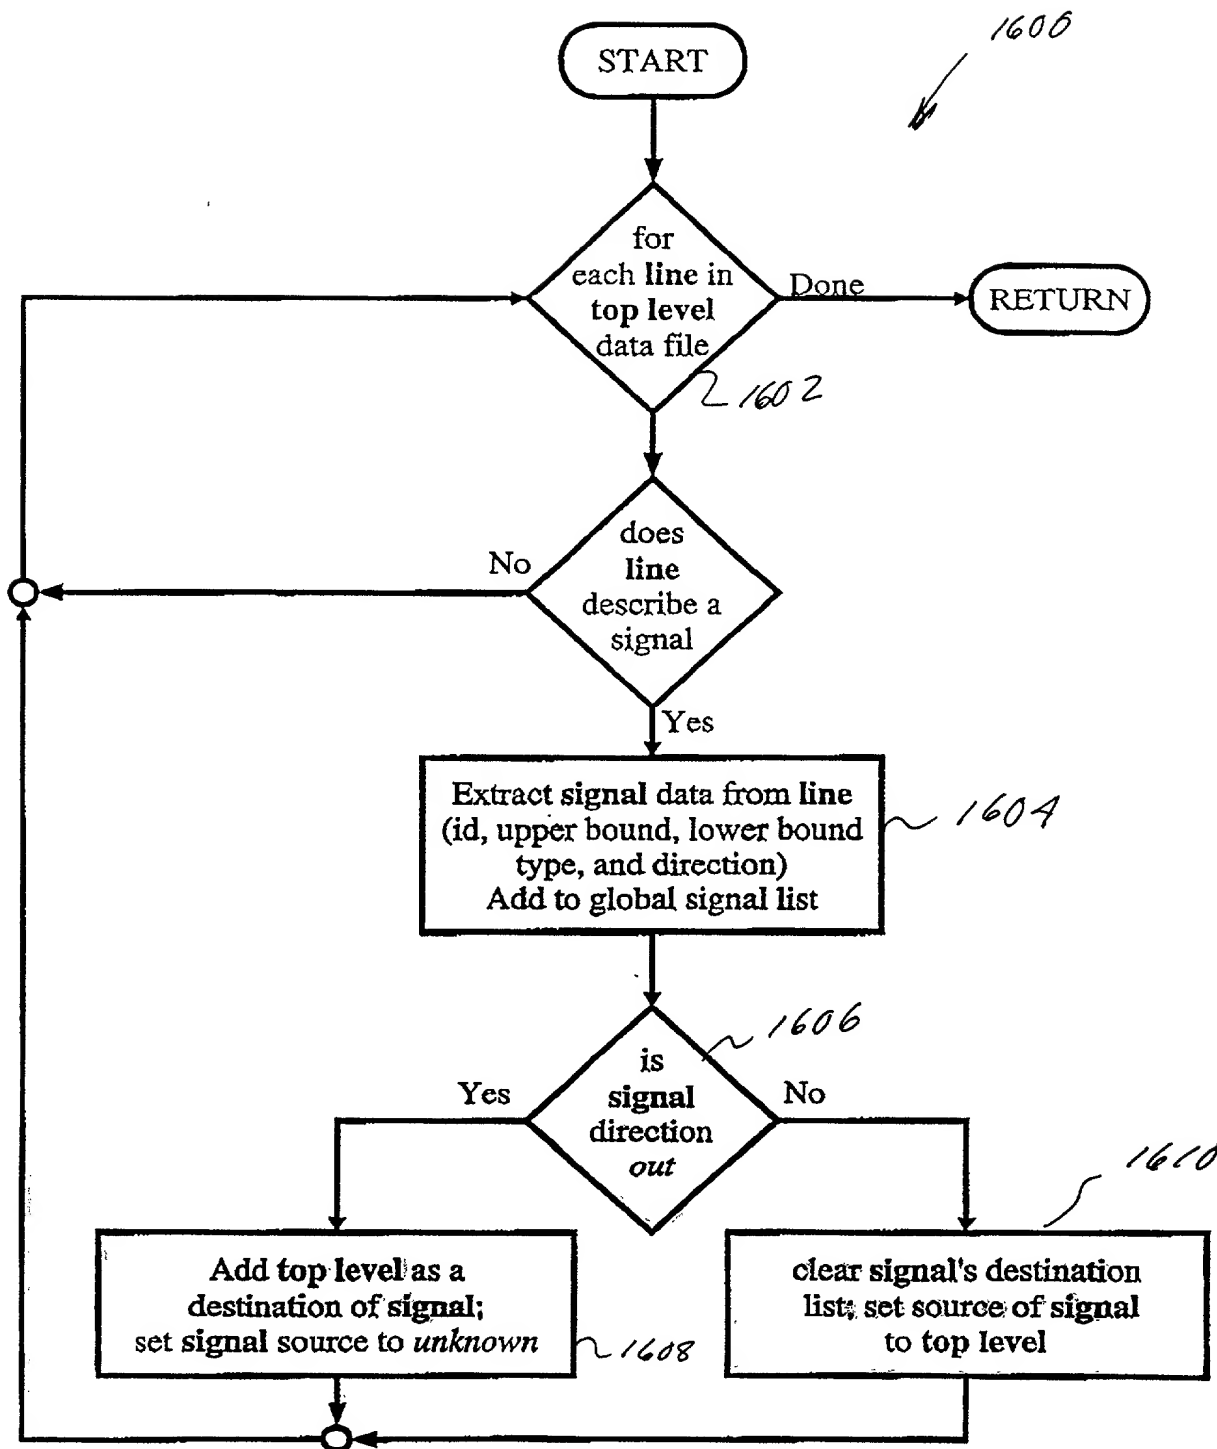 1600
START
for
each line in
top level
data file
Done
RETURN
1602
does
line
describe a
signal
No
Yes
Extract signal data from line
(id, upper bound, lower bound
type, and direction)
Add to global signal list
1604
1606
is
signal
direction
out
Yes
No
1610
Add top level as a
destination of signal;
set signal source to unknown
1608
clear signal's destination
list; set source of signal
to top level